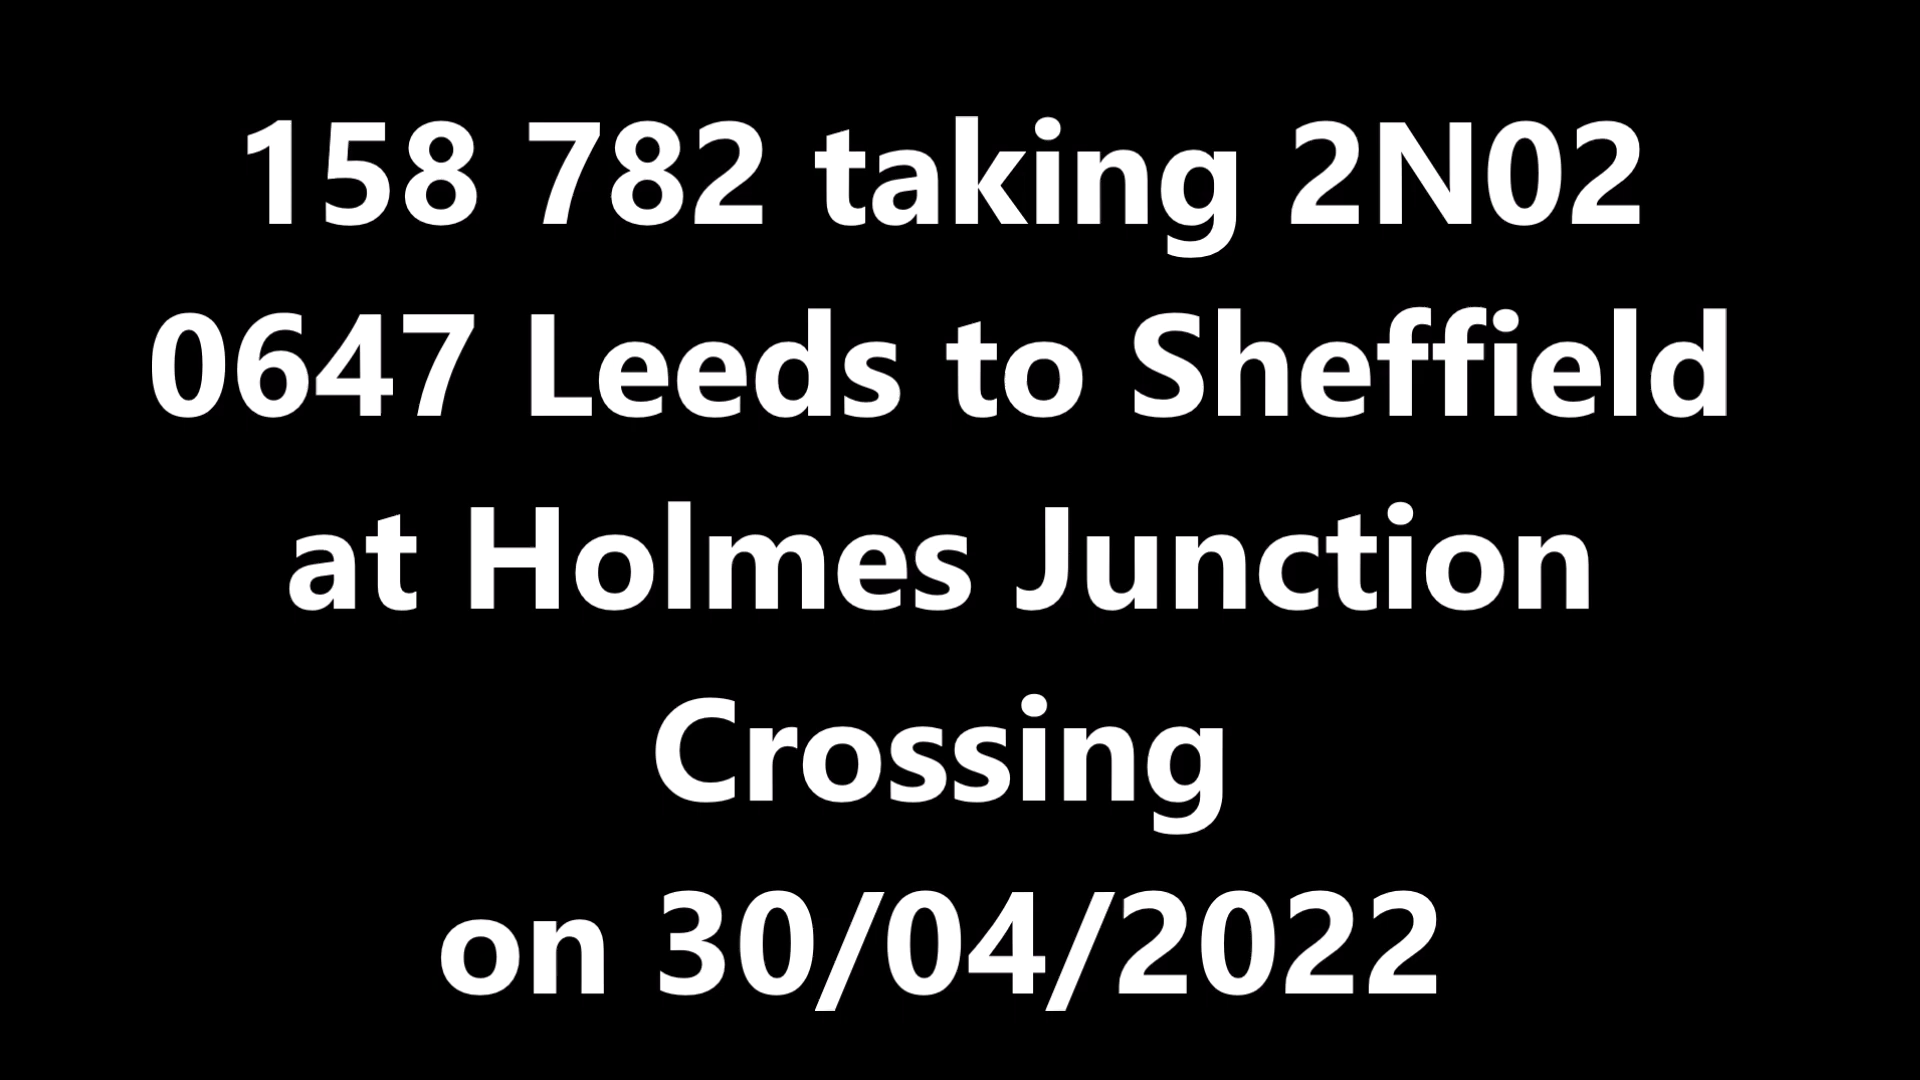 158 782 taking 2N02
0647 Leeds to Sheffield
at Holmes Junction
Crossing
on 30/04/2022